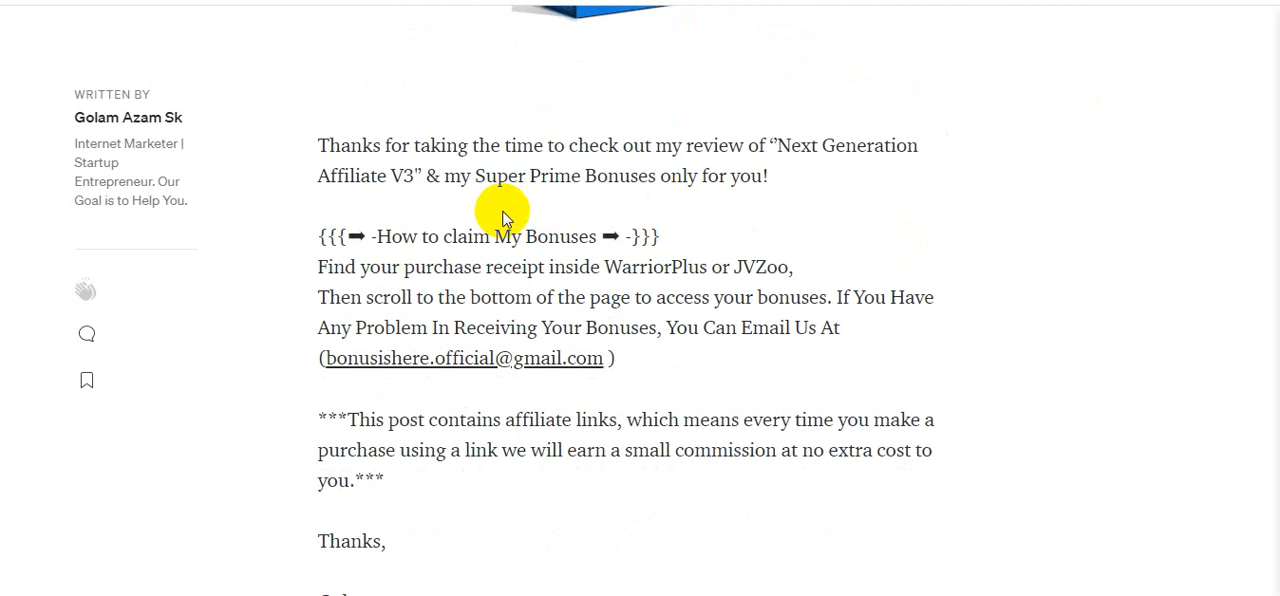 WRITTEN BY
Golam Azam Sk
Internet Marketer |
Startup
Entrepreneur. Our
Goal is to Help You.
Thanks for taking the time to check out my review of “Next Generation
Affiliate V3” & my Super Prime Bonuses only for you!
{{{➡ -How to claim My Bonuses ➡ -}}}
Find your purchase receipt inside WarriorPlus or JVZoo,
Then scroll to the bottom of the page to access your bonuses. If You Have
Any Problem In Receiving Your Bonuses, You Can Email Us At
(bonusishere.official@gmail.com )
***This post contains affiliate links, which means every time you make a
purchase using a link we will earn a small commission at no extra cost to
you.***
Thanks,